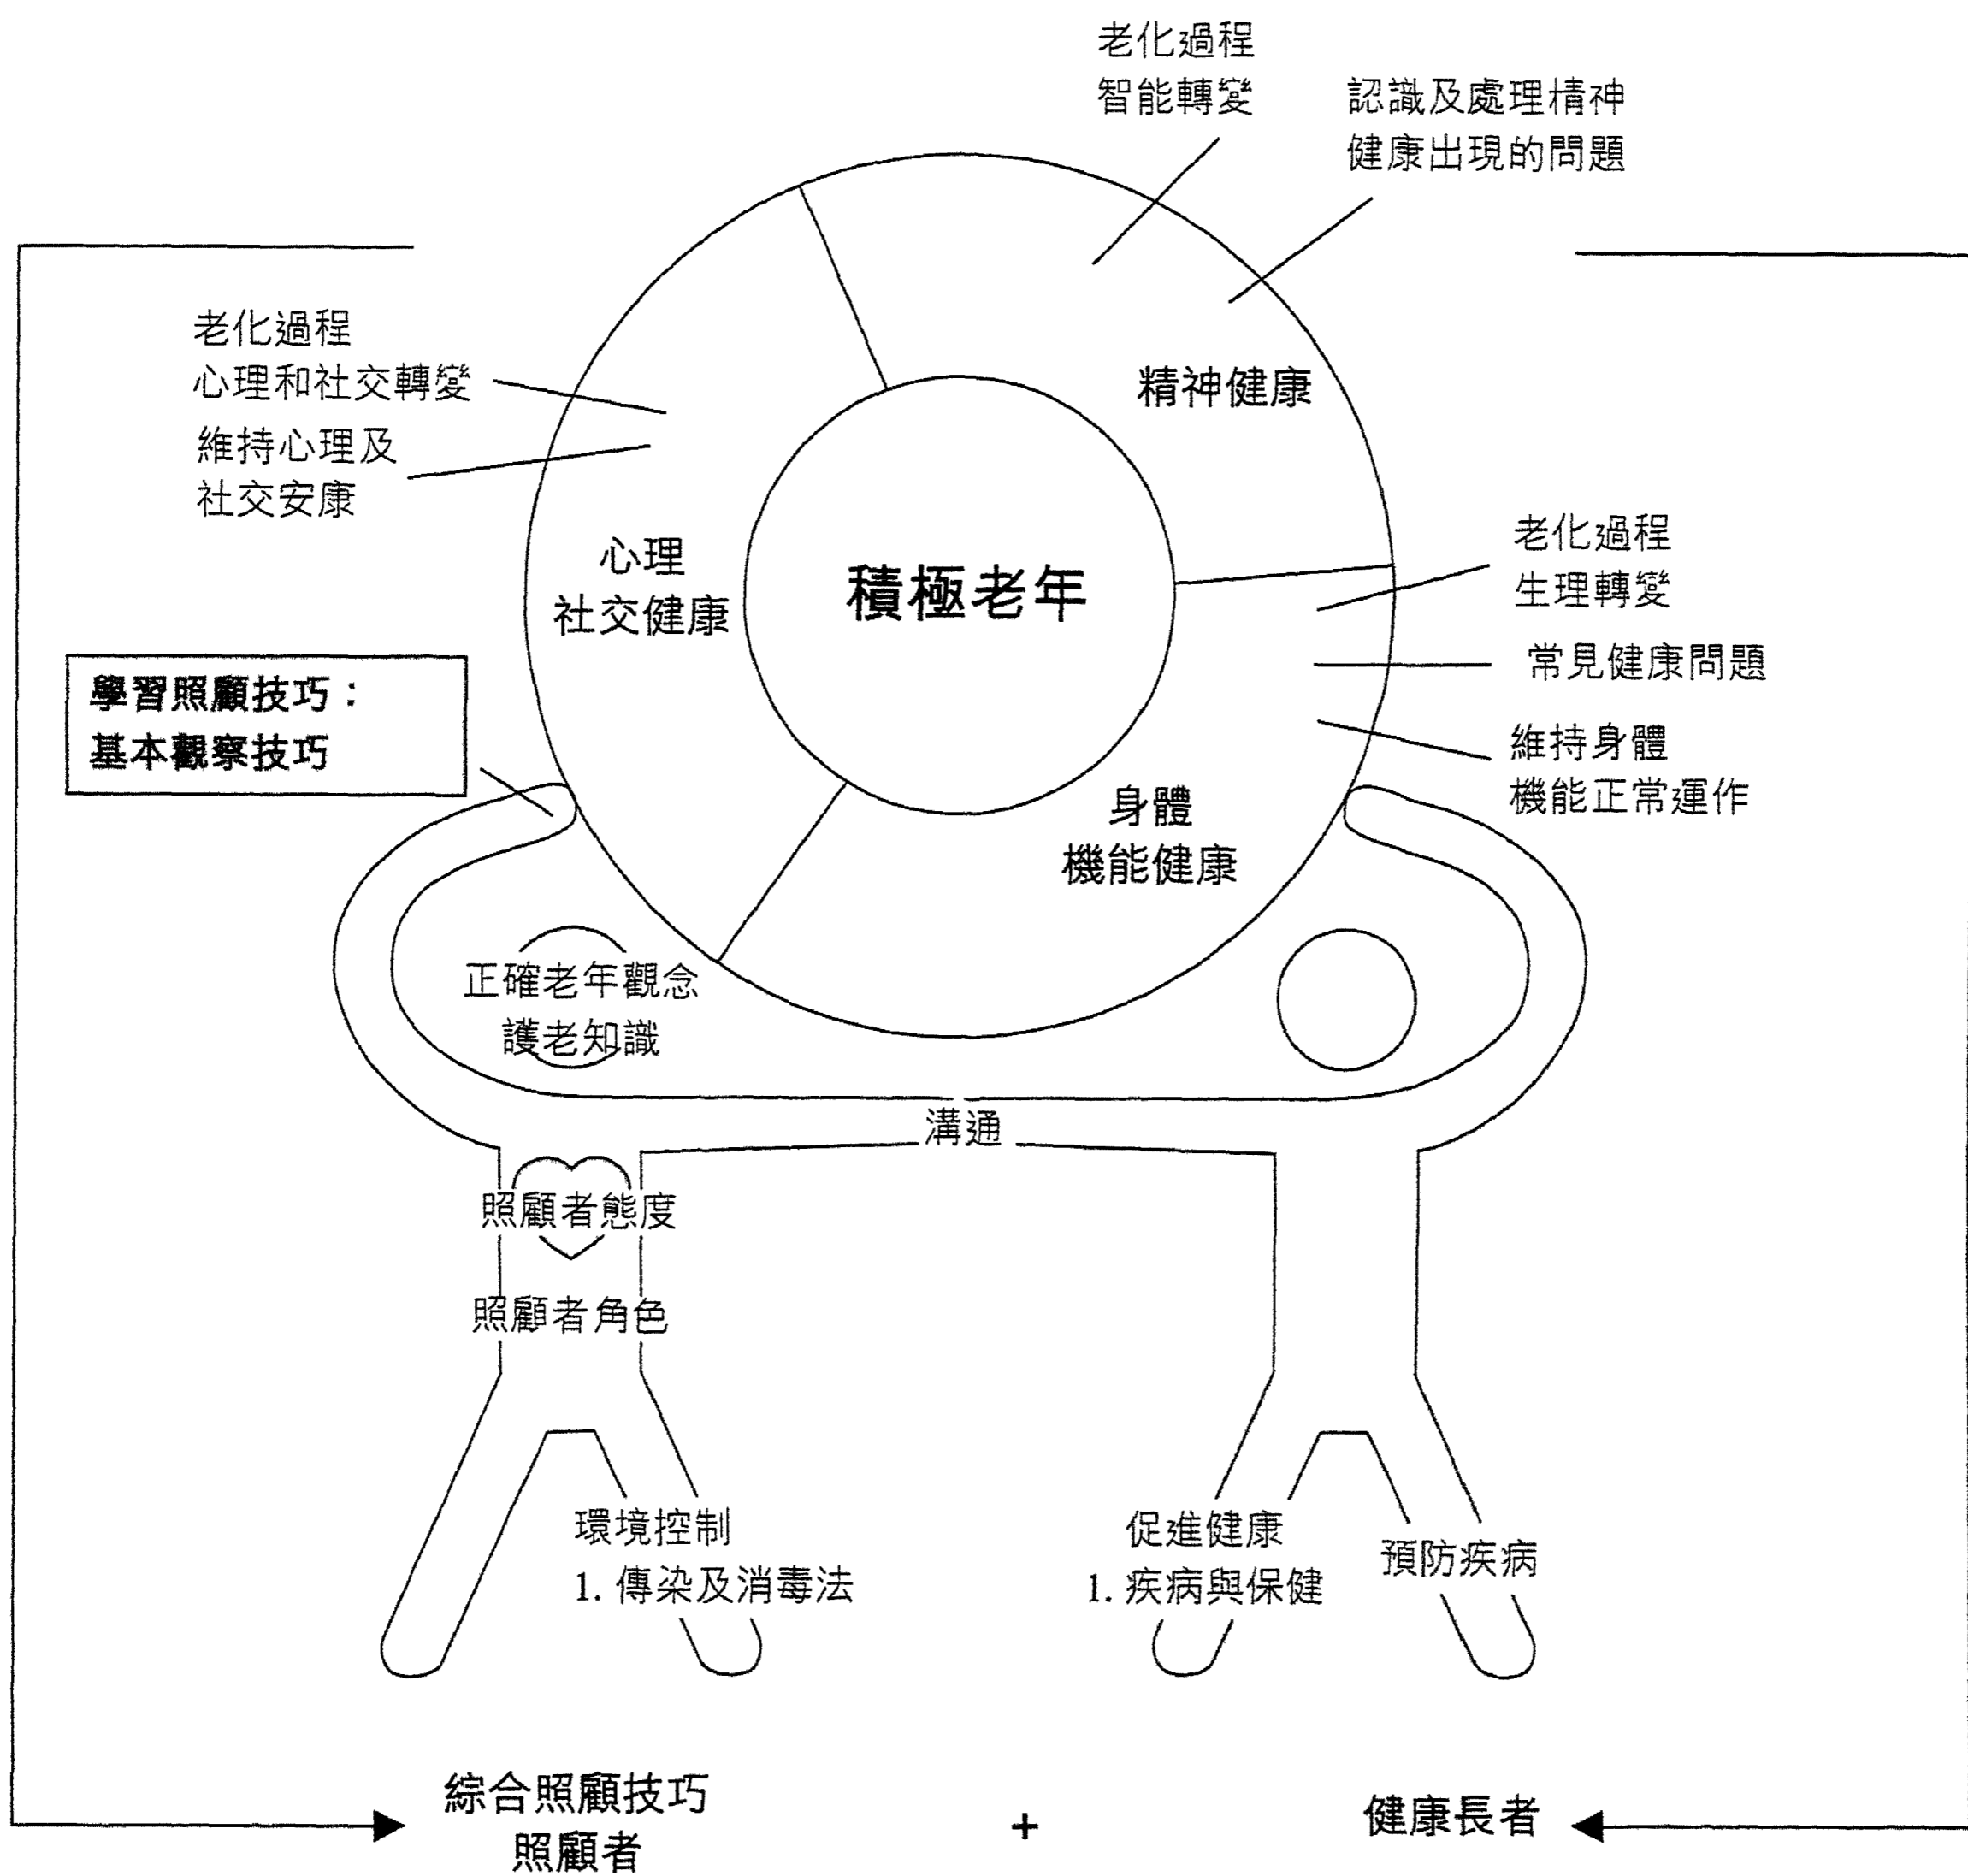 老化過程
智能轉變
認識及處理精神
健康出現的問題
老化過程
心理和社交轉變
維持心理及
社交安康
精神健康
心理
社交健康
積極老年
老化過程
生理轉變
常見健康問題
維持身體
機能正常運作
學習照顧技巧：
基本觀察技巧
身體
機能健康
正確老年觀念
護老知識
溝通
照顧者態度
照顧者角色
環境控制
1. 傳染及消毒法
促進健康
1. 疾病與保健
預防疾病
綜合照顧技巧
照顧者
+
健康長者